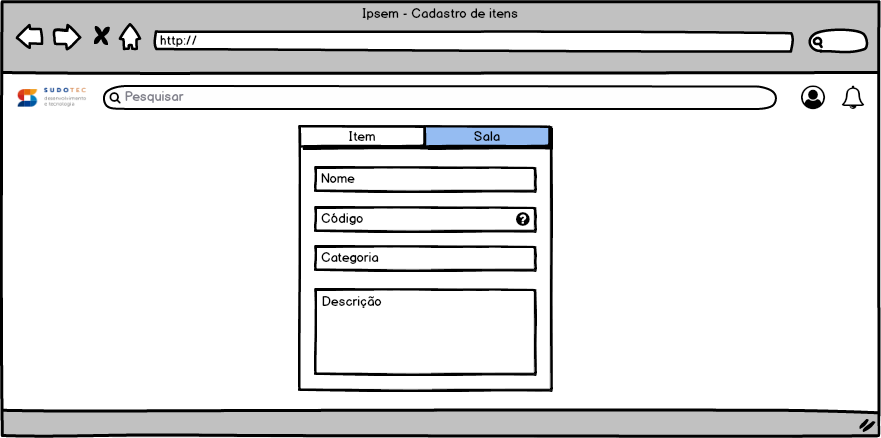 Ipsem - Cadastro de itens
http://
SUDOTEC
desenvolvimento
e tecnologia
Pesquisar
Item
Sala
Nome
Código
?
Categoria
Descrição